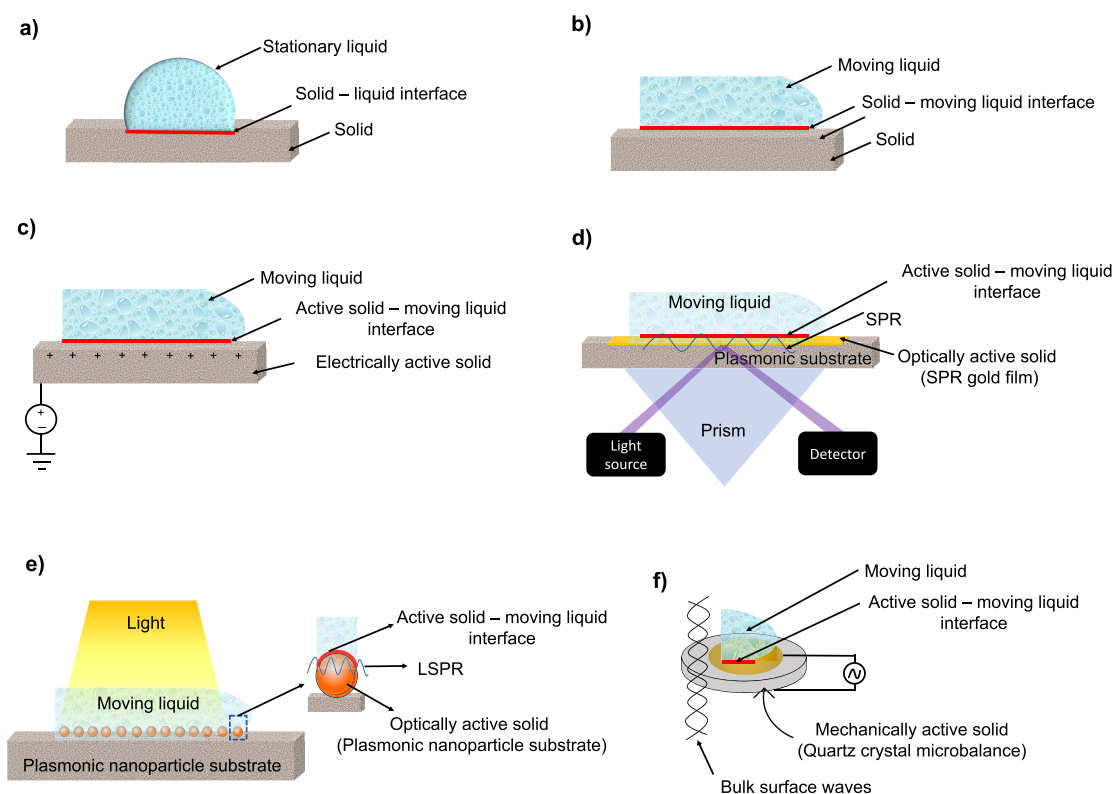 a)
Stationary liquid
Solid – liquid interface
Solid
b)
Moving liquid
Solid – moving liquid interface
Solid
c)
Moving liquid
Active solid – moving liquid
interface
+ + + + + + + + +
Electrically active solid
+
−
d)
Active solid – moving liquid
interface
Moving liquid
SPR
Plasmonic substrate
Optically active solid
(SPR gold film)
Prism
Light
source
Detector
e)
Light
Moving liquid
Plasmonic nanoparticle substrate
Active solid – moving liquid
interface
LSPR
Optically active solid
(Plasmonic nanoparticle substrate)
f)
Moving liquid
Active solid – moving liquid
interface
Mechanically active solid
(Quartz crystal microbalance)
Bulk surface waves